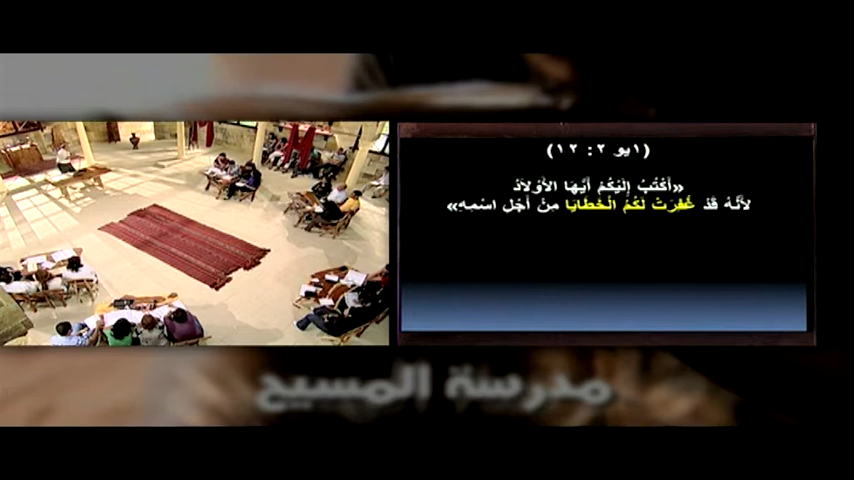 (١يو ٢: ١٢)
«أَكْتُبُ إِلَيْكُمْ أَيُّهَا الأَوْلاَدُ
لأَنَّهُ قَدْ غُفِرَتْ لَكُمُ الْخَطَايَا مِنْ أَجْلِ اسْمِهِ»
مدرسة المسيح